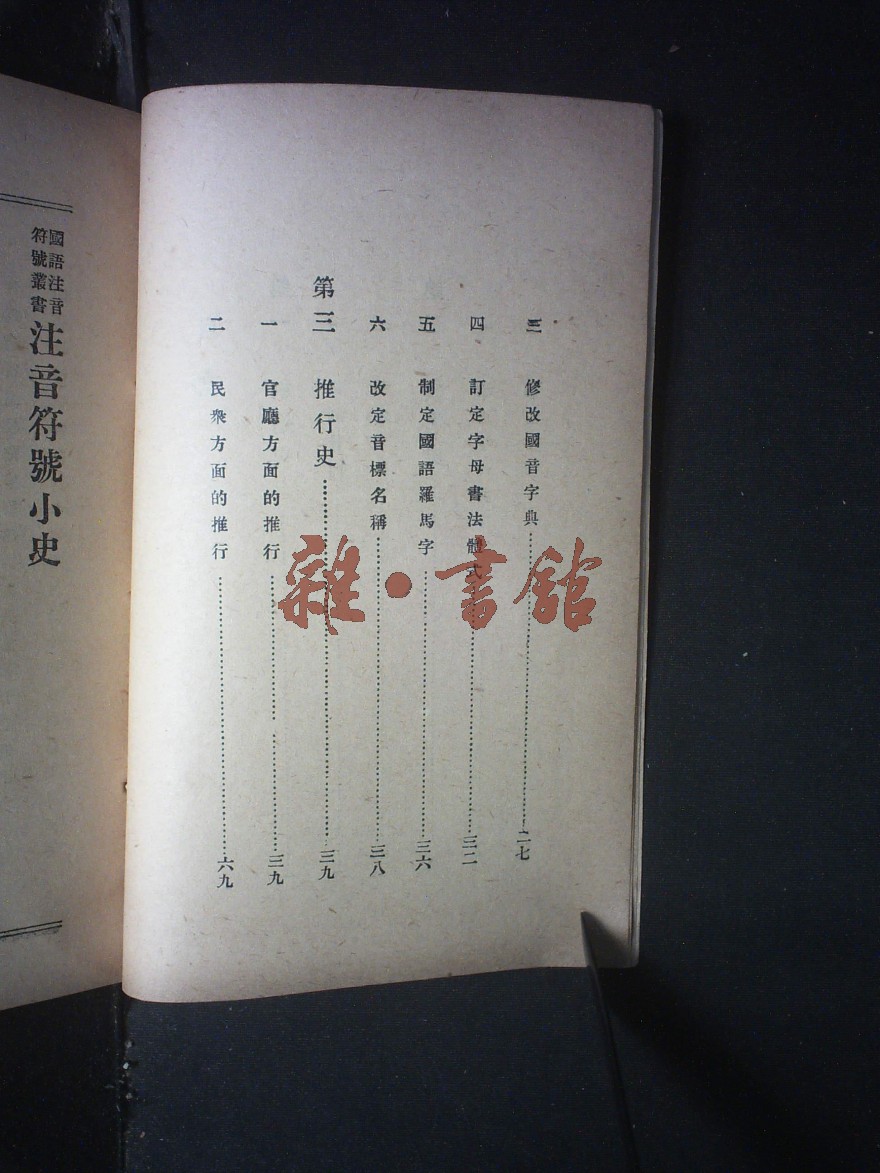 三 修改國音字典 二七
四 訂定字母書法體式 三二
五 制定國語羅馬字 三六
六 改定音標名稱 三八
第三 推行史 三九
一 官廳方面的推行 三九
二 民衆方面的推行 六九
國語注音
符號叢書
注音符號小史
雜·書館